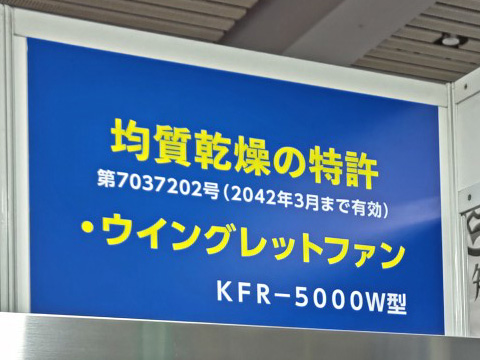 均質乾燥の特許
第7037202号(2042年3月まで有効)
・ウイングレットファン
KFR-5000W型